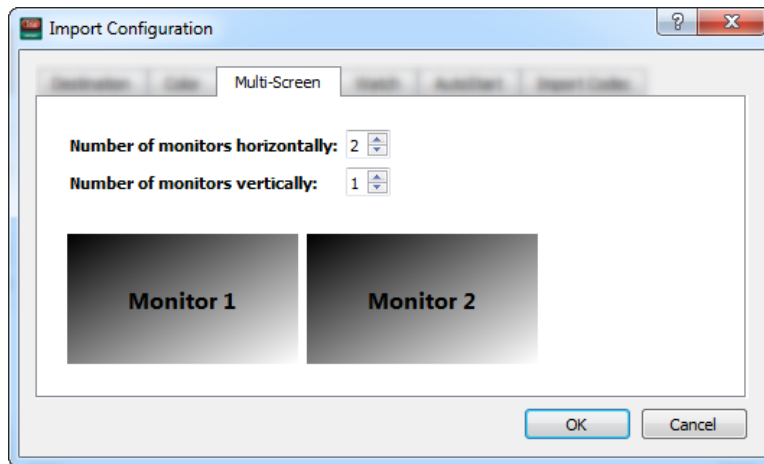 Import Configuration
Multi-Screen
Number of monitors horizontally: 2
Number of monitors vertically: 1
Monitor 1 Monitor 2
OK Cancel